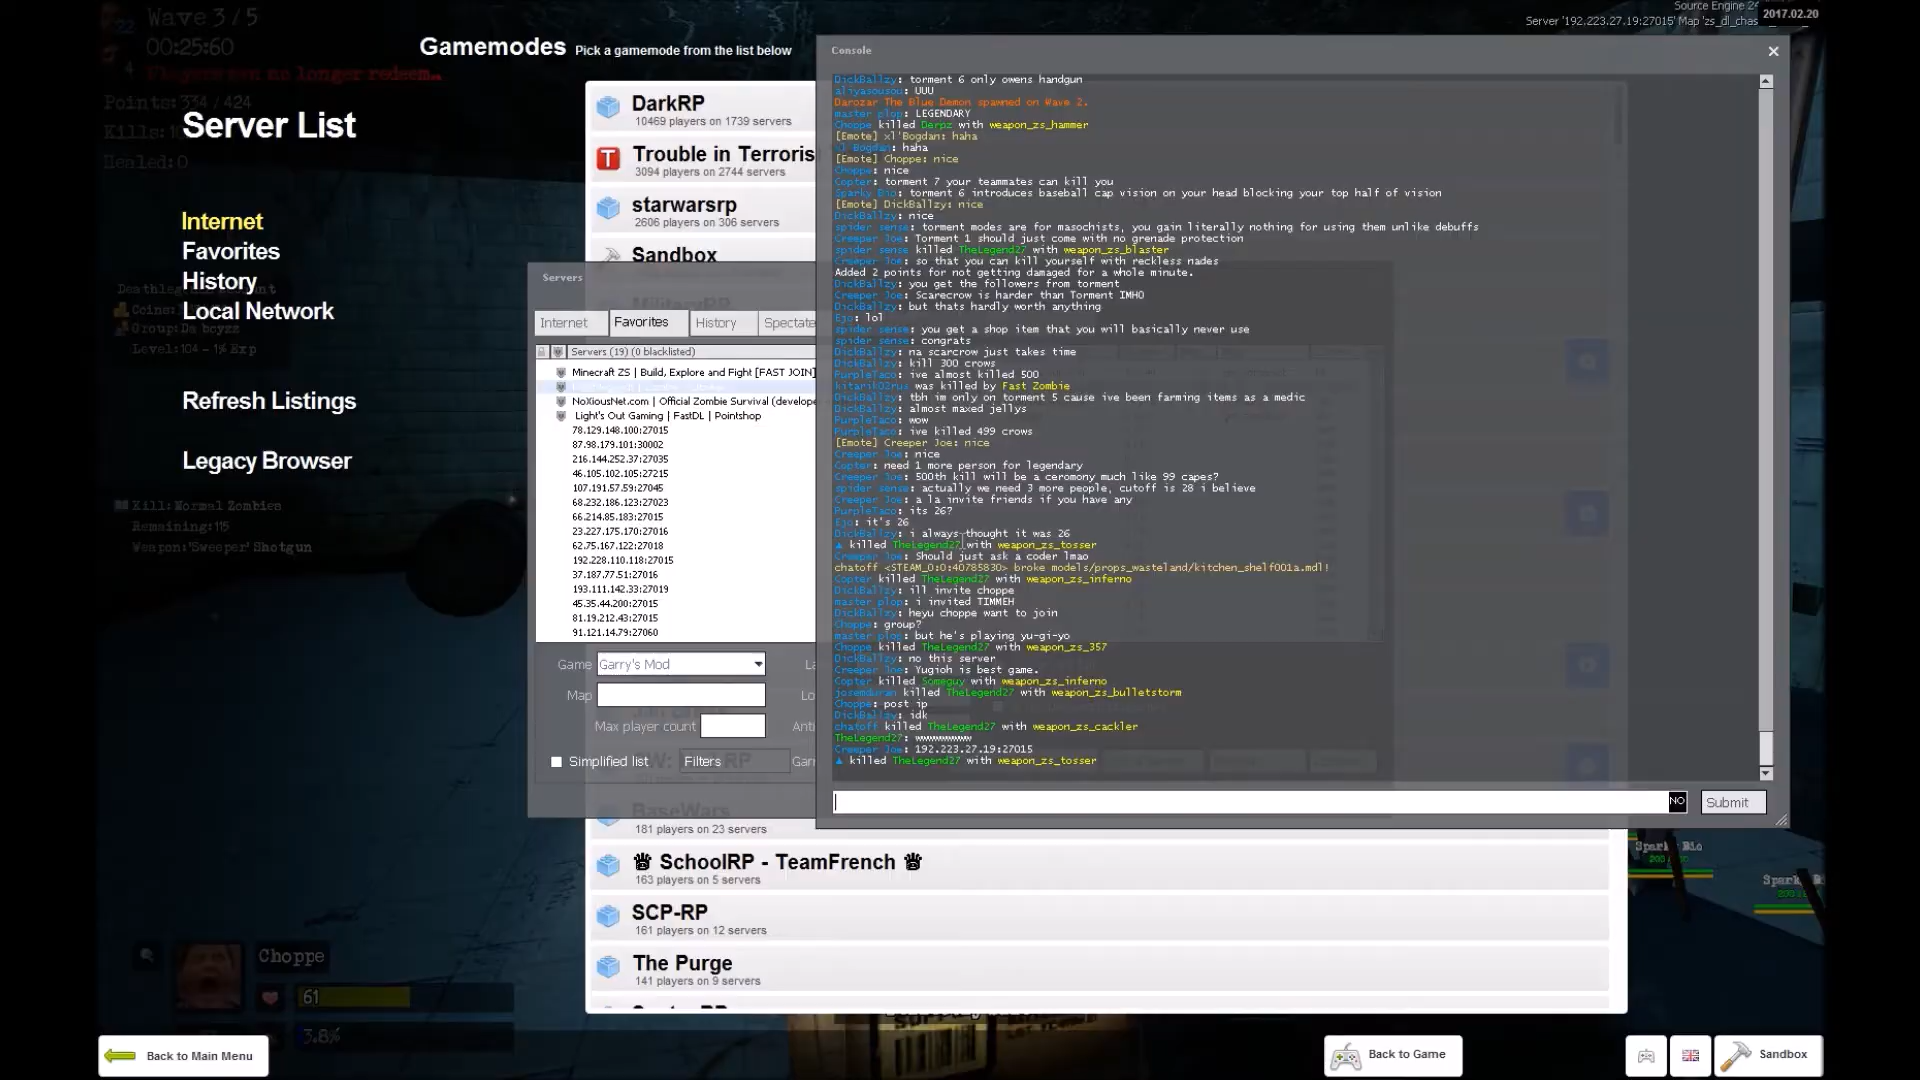 Wave 3 / 5
00:25:60
Points: 334 / 424
Healed: 0
Source Engine 24
2017.02.20
Server '192.223.27.19:27015' Map 'zs_dl_chas
Gamemodes Pick a gamemode from the list below
Server List
Internet
Favorites
History
Local Network
Refresh Listings
Legacy Browser
Level:104 - 1% Exp
Kill: Normal Zombies
Remaining: 115
Weapon:'Sweeper' Shotgun
DarkRP
10469 players on 1739 servers
Trouble in Terroris
3094 players on 2744 servers
starwarsrp
2606 players on 306 servers
Sandbox
Servers
Internet
Favorites
History
Spectate
Servers (19) (0 blacklisted)
Minecraft ZS | Build, Explore and Fight [FAST JOIN]
NoXiousNet.com | Official Zombie Survival (develope
Light's Out Gaming | FastDL | Pointshop
78.129.148.100:27015
87.98.179.101:30002
216.144.252.37:27035
46.105.102.105:27215
107.191.57.59:27045
68.232.186.123:27023
66.214.85.183:27015
23.227.175.170:27016
62.75.167.122:27018
192.228.110.118:27015
37.187.77.51:27016
193.111.142.33:27019
45.35.44.200:27015
81.19.212.43:27015
91.121.14.79:27060
Game Garry's Mod La
Map Lo
Max player count Anti
Simplified list Filters Gar
BaseWars
181 players on 23 servers
SchoolRP - TeamFrench
163 players on 5 servers
SCP-RP
161 players on 12 servers
The Purge
141 players on 9 servers
Console
DickBallzy: torment 6 only owens handgun
aliyasousou: UUU
Darozar The Blue Demon spawned on Wave 2.
master plop: LEGENDARY
Choppe killed Derpz with weapon_zs_hammer
[Emote] xl'Bogdan: haha
xl'Bogdan: haha
[Emote] Choppe: nice
Choppe: nice
Copter: torment 7 your teammates can kill you
Sparky Bio: torment 6 introduces baseball cap vision on your head blocking your top half of vision
[Emote] DickBallzy: nice
DickBallzy: nice
spider sense: torment modes are for masochists, you gain literally nothing for using them unlike debuffs
Creeper Joe: Torment 1 should just come with no grenade protection
spider sense killed TheLegend27 with weapon_zs_blaster
Creeper Joe: so that you can kill yourself with reckless nades
Added 2 points for not getting damaged for a whole minute.
DickBallzy: you get the followers from torment
Creeper Joe: Scarecrow is harder than Torment IMHO
DickBallzy: but thats hardly worth anything
Ejo: lol
spider sense: you get a shop item that you will basically never use
spider sense: congrats
DickBallzy: na scarcrow just takes time
DickBallzy: kill 300 crows
PurpleTaco: ive almost killed 500
kitarik02rus was killed by Fast Zombie
DickBallzy: tbh im only on torment 5 cause ive been farming items as a medic
DickBallzy: almost maxed jellys
PurpleTaco: wow
PurpleTaco: ive killed 499 crows
[Emote] Creeper Joe: nice
Creeper Joe: nice
Copter: need 1 more person for legendary
Creeper Joe: 500th kill will be a ceromony much like 99 capes?
spider sense: actually we need 3 more people, cutoff is 28 i believe
Creeper Joe: a la invite friends if you have any
PurpleTaco: its 26?
Ejo: it's 26
DickBallzy: i always thought it was 26
▲ killed TheLegend27 with weapon_zs_tosser
Creeper Joe: Should just ask a coder lmao
chatoff <STEAM_0:0:40785830> broke models/props_wasteland/kitchen_shelf001a.mdl!
Copter killed TheLegend27 with weapon_zs_inferno
DickBallzy: ill invite choppe
master plop: i invited TIMMEH
DickBallzy: heyu choppe want to join
Choppe: group?
master plop: but he's playing yu-gi-yo
Choppe killed TheLegend27 with weapon_zs_357
DickBallzy: no this server
Creeper Joe: Yugioh is best game.
Copter killed Someguy with weapon_zs_inferno
josemduran killed TheLegend27 with weapon_zs_bulletstorm
Choppe: post ip
DickBallzy: idk
chatoff killed TheLegend27 with weapon_zs_cackler
TheLegend27: wwwwwwwww
Creeper Joe: 192.223.27.19:27015
▲ killed TheLegend27 with weapon_zs_tosser
NO
Submit
Choppe
61
3.8%
Back to Main Menu
Back to Game
Sandbox